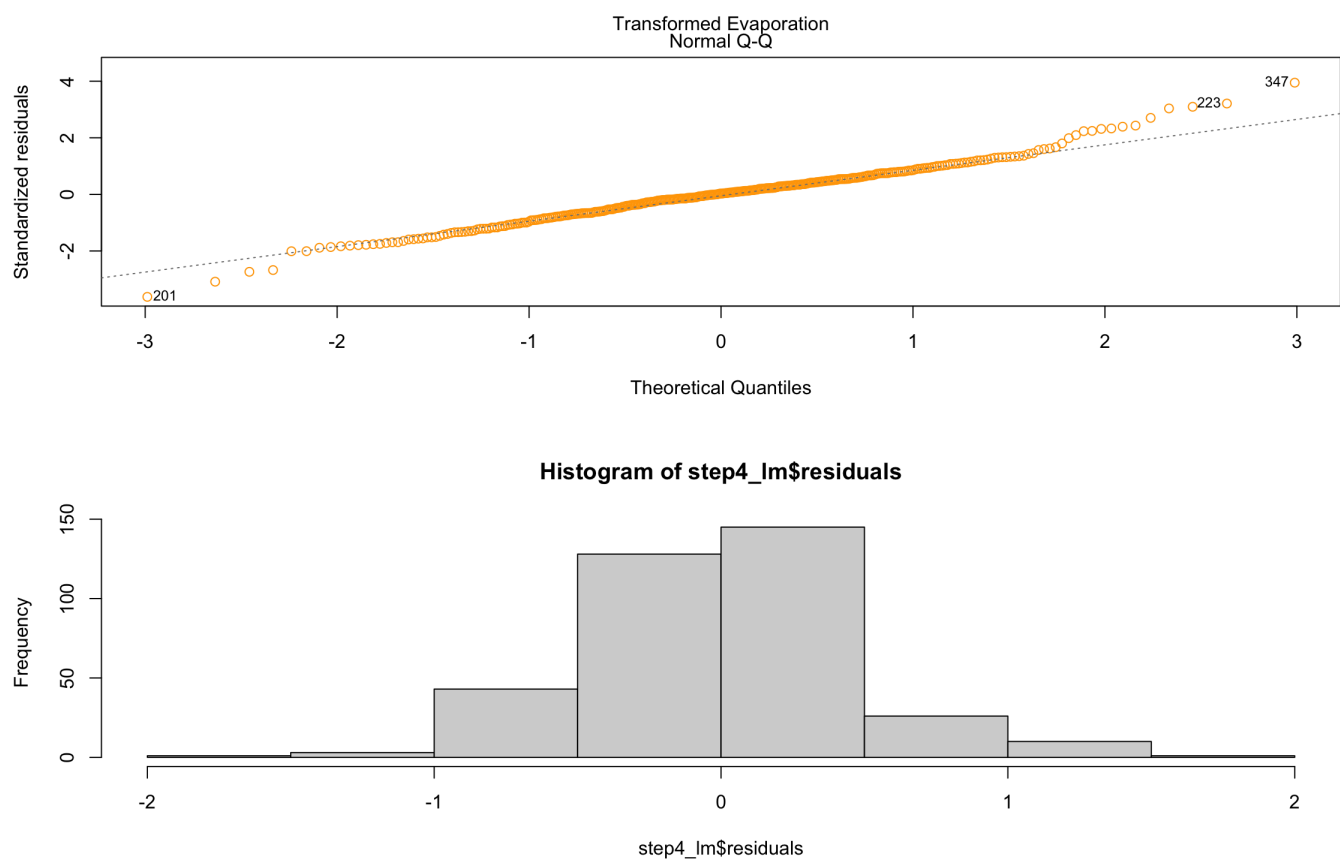 Transformed Evaporation
Normal Q-Q
Standardized residuals
4
2
0
-2
347
223
201
-3 -2 -1 0 1 2 3
Theoretical Quantiles
Histogram of step4_lm$residuals
Frequency
150
100
50
0
-2 -1 0 1 2
step4_lm$residuals